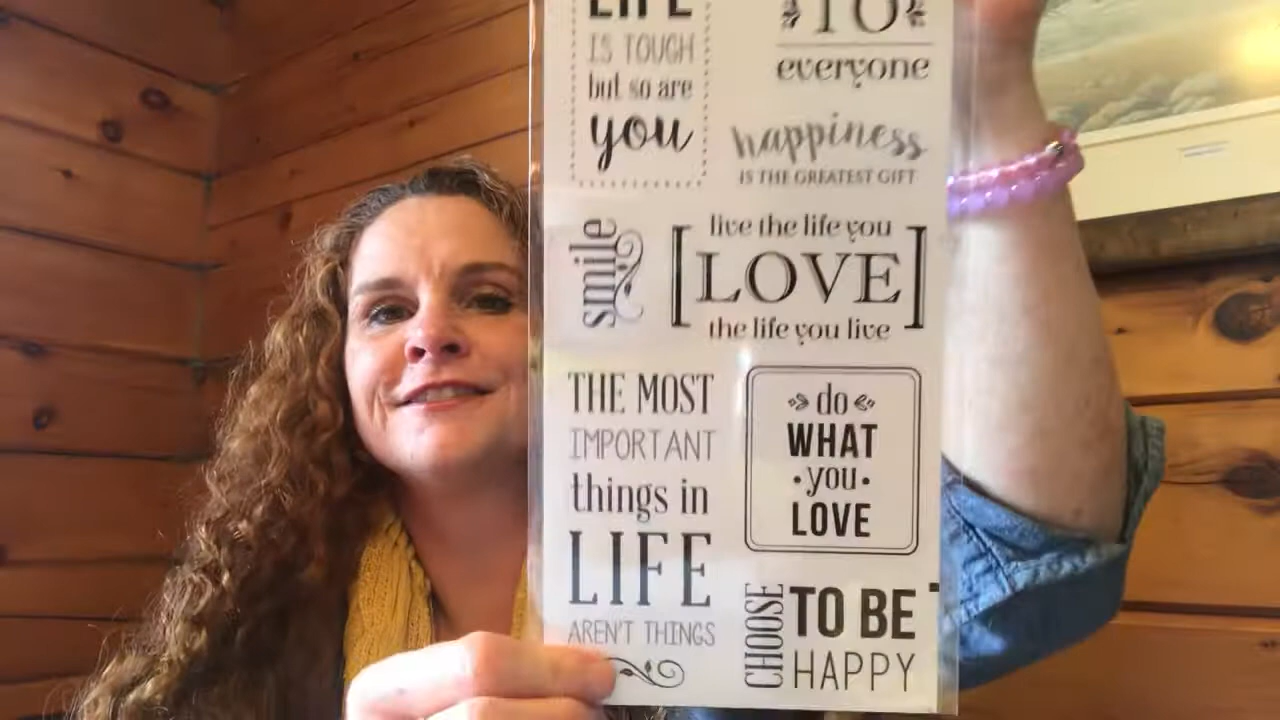 LIFE
IS TOUGH
but so are
you
TO
everyone
happiness
IS THE GREATEST GIFT
smile
live the life you
[LOVE]
the life you live
THE MOST
IMPORTANT
things in
LIFE
AREN'T THINGS
do
WHAT
•you•
LOVE
CHOOSE
TO BE
HAPPY